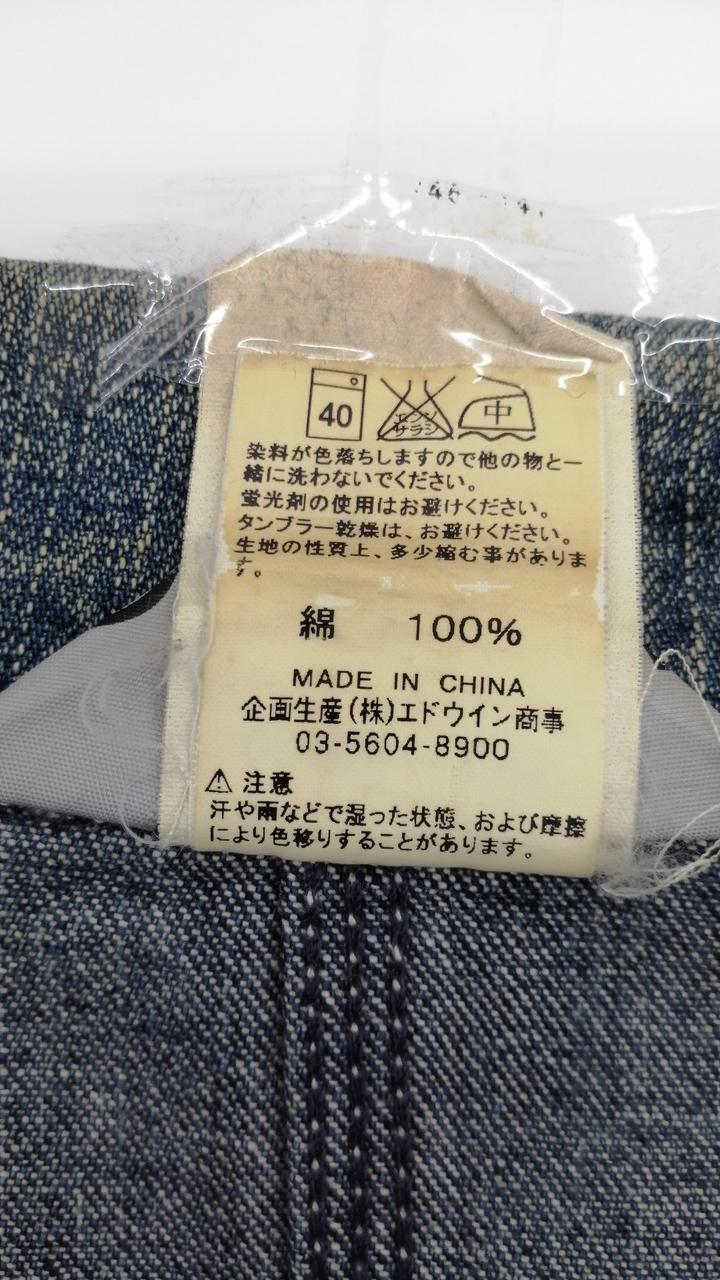 40
エンソ
サラシ
中
染料が色落ちしますので他の物と一
緒に洗わないでください。
蛍光剤の使用はお避けください。
タンブラー乾燥は、お避けください。
生地の性質上、多少縮む事がありま
す。
綿 100%
MADE IN CHINA
企画生産(株)エドウイン商事
03-5604-8900
⚠ 注意
汗や雨などで湿った状態、および摩擦
により色移りすることがあります。